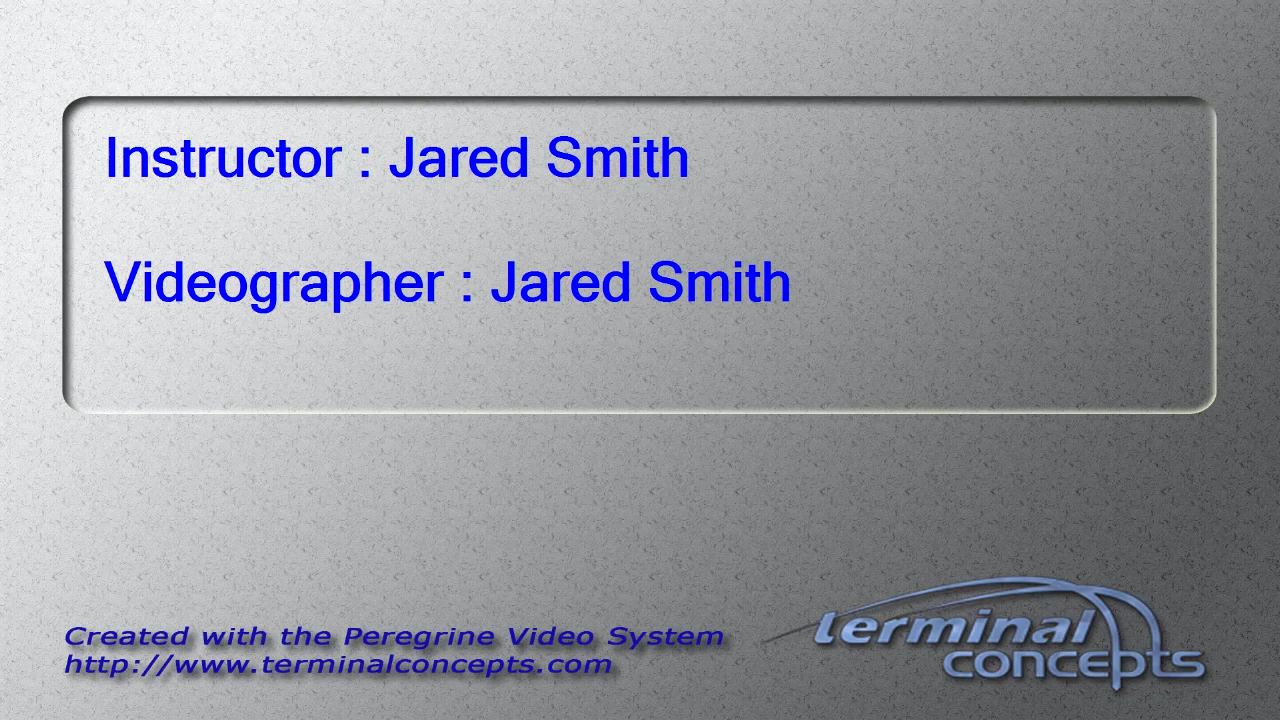 Instructor : Jared Smith
Videographer : Jared Smith
Created with the Peregrine Video System
http://www.terminalconcepts.com
terminal
concepts